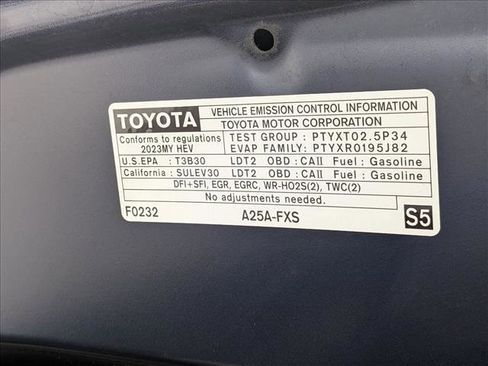 TOYOTA
VEHICLE EMISSION CONTROL INFORMATION
TOYOTA MOTOR CORPORATION
Conforms to regulations
2023MY HEV
TEST GROUP : PTYXT02.5P34
EVAP FAMILY: PTYXR0195J82
U.S.EPA : T3B30 LDT2 OBD : CAII Fuel : Gasoline
California : SULEV30 LDT2 OBD : CAII Fuel : Gasoline
DFI+SFI, EGR, EGRC, WR-HO2S(2), TWC(2)
No adjustments needed.
F0232 A25A-FXS S5